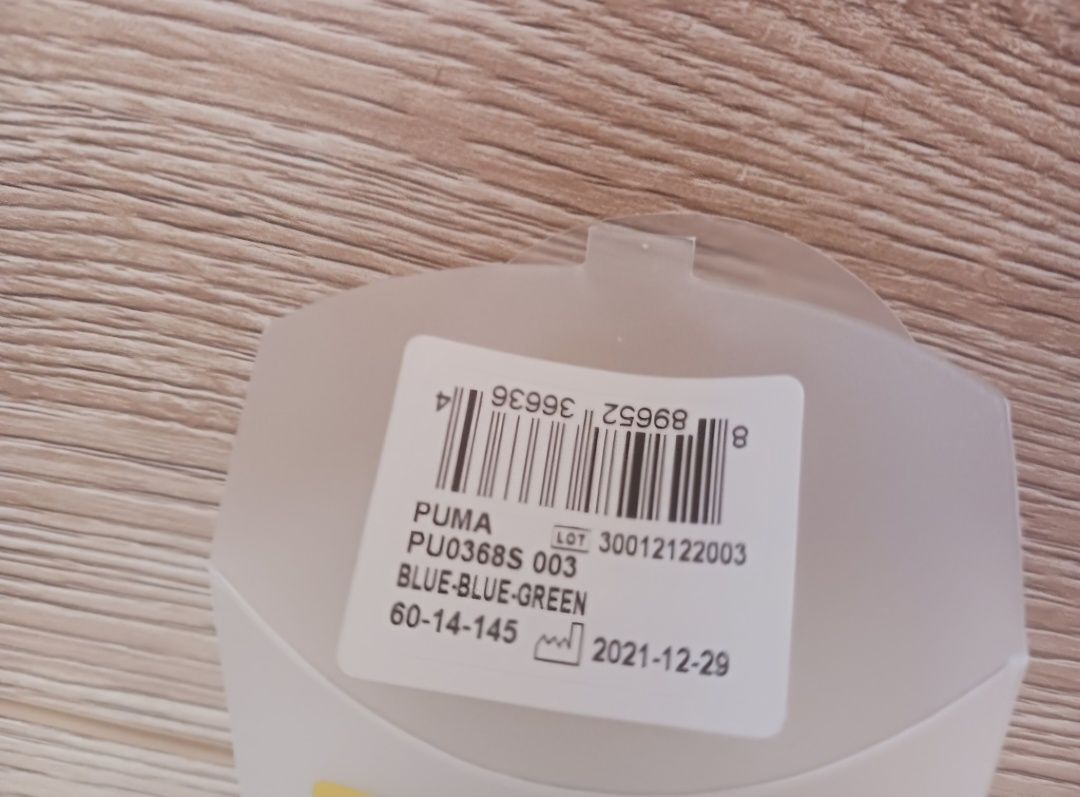 8 89652 36636 4
PUMA
PU0368S 003
LOT 30012122003
BLUE-BLUE-GREEN
60-14-145
2021-12-29